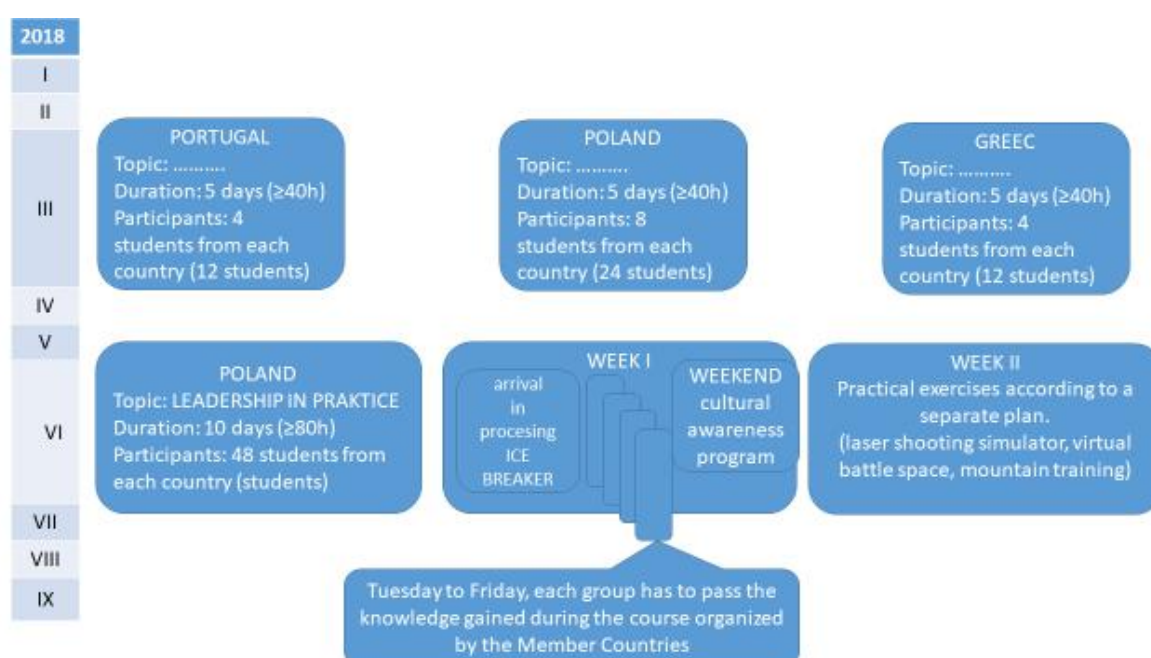 2018
I
II
III
IV
V
VI
VII
VIII
IX
PORTUGAL
Topic: ..........
Duration: 5 days (≥40h)
Participants: 4
students from each
country (12 students)
POLAND
Topic: ..........
Duration: 5 days (≥40h)
Participants: 8
students from each
country (24 students)
GREEC
Topic: ..........
Duration: 5 days (≥40h)
Participants: 4
students from each
country (12 students)
POLAND
Topic: LEADERSHIP IN PRAKTICE
Duration: 10 days (≥80h)
Participants: 48 students from
each country (students)
WEEK I
arrival
in
procesing
ICE
BREAKER
WEEKEND
cultural
awareness
program
WEEK II
Practical exercises according to a
separate plan.
(laser shooting simulator, virtual
battle space, mountain training)
Tuesday to Friday, each group has to pass the
knowledge gained during the course organized
by the Member Countries